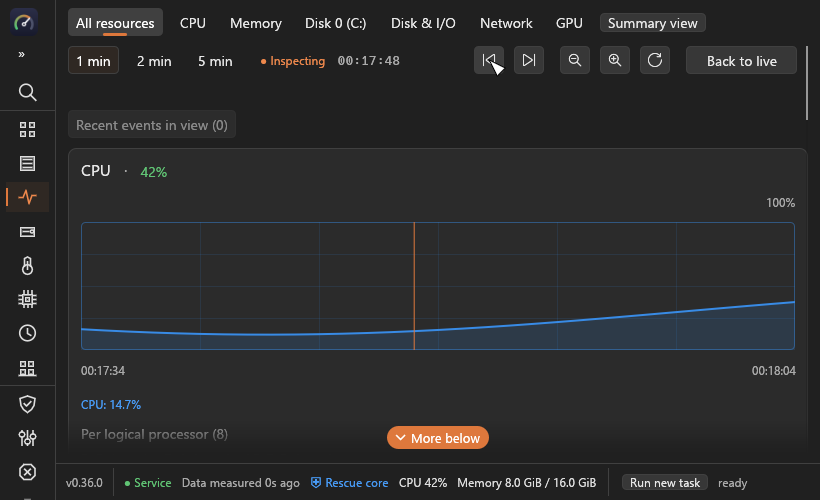 All resources CPU Memory Disk 0 (C:) Disk & I/O Network GPU Summary view
» 1 min 2 min 5 min Inspecting 00:17:48 Back to live
Recent events in view (0)
CPU · 42%
100%
00:17:34 00:18:04
CPU: 14.7%
Per logical processor (8)
More below
v0.36.0 Service Data measured 0s ago Rescue core CPU 42% Memory 8.0 GiB / 16.0 GiB Run new task ready